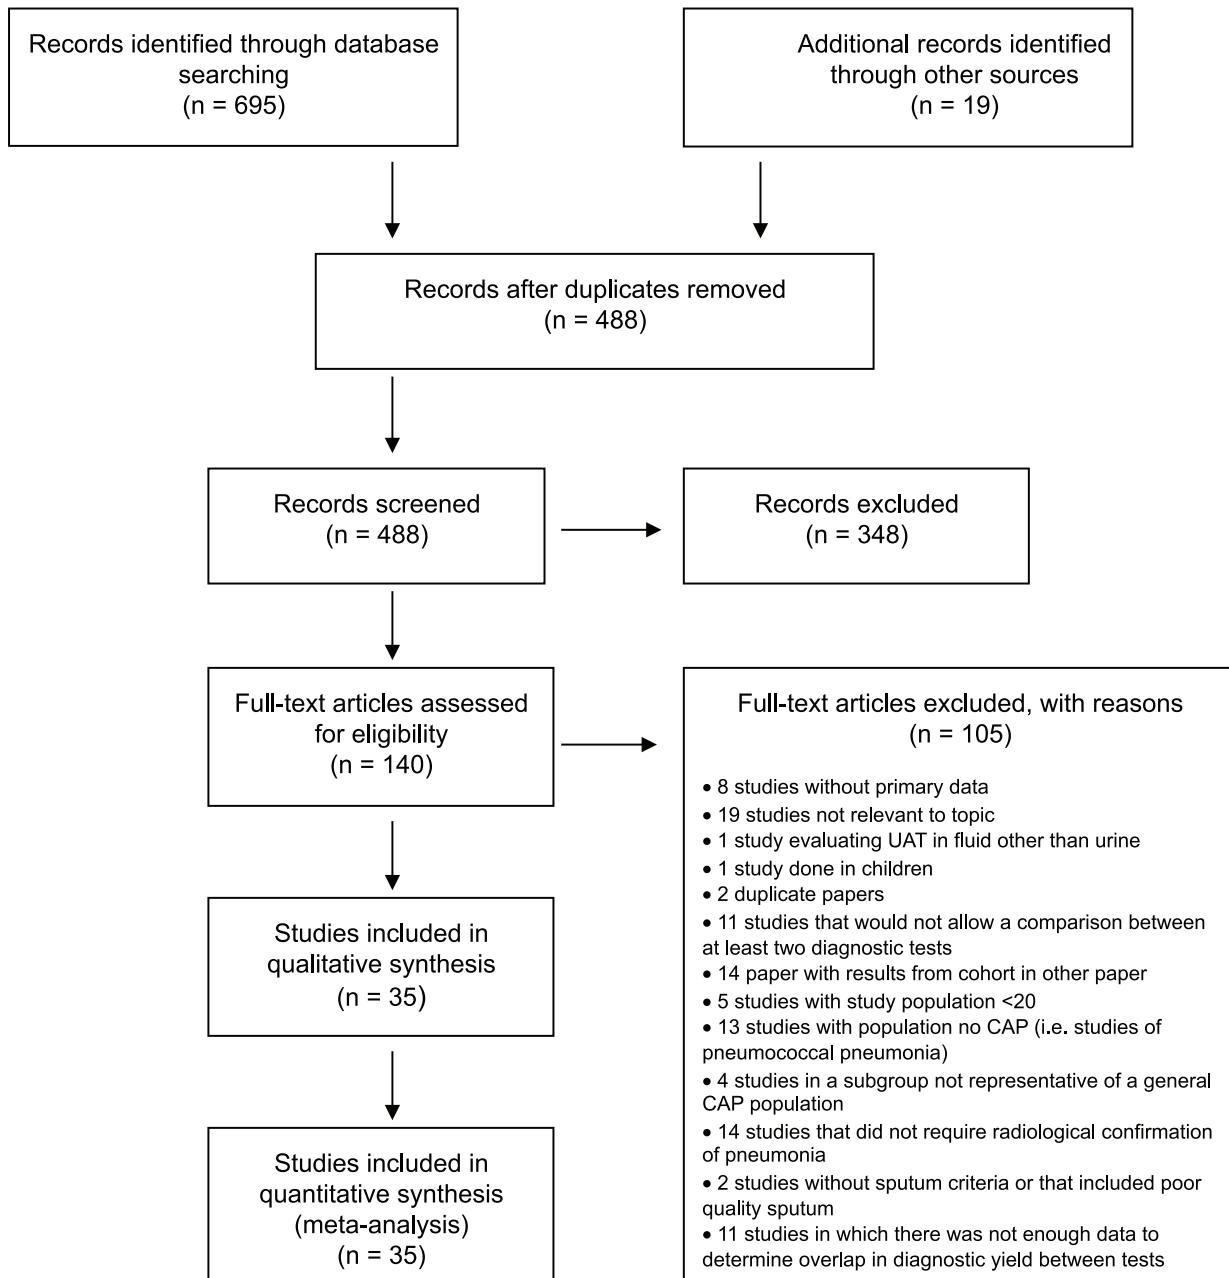 Records identified through database
searching
(n = 695)
Additional records identified
through other sources
(n = 19)
Records after duplicates removed
(n = 488)
Records screened
(n = 488)
Records excluded
(n = 348)
Full-text articles assessed
for eligibility
(n = 140)
Full-text articles excluded, with reasons
(n = 105)
• 8 studies without primary data
• 19 studies not relevant to topic
• 1 study evaluating UAT in fluid other than urine
• 1 study done in children
• 2 duplicate papers
• 11 studies that would not allow a comparison between
at least two diagnostic tests
• 14 paper with results from cohort in other paper
• 5 studies with study population <20
• 13 studies with population no CAP (i.e. studies of
pneumococcal pneumonia)
• 4 studies in a subgroup not representative of a general
CAP population
• 14 studies that did not require radiological confirmation
of pneumonia
• 2 studies without sputum criteria or that included poor
quality sputum
• 11 studies in which there was not enough data to
determine overlap in diagnostic yield between tests
Studies included in
qualitative synthesis
(n = 35)
Studies included in
quantitative synthesis
(meta-analysis)
(n = 35)